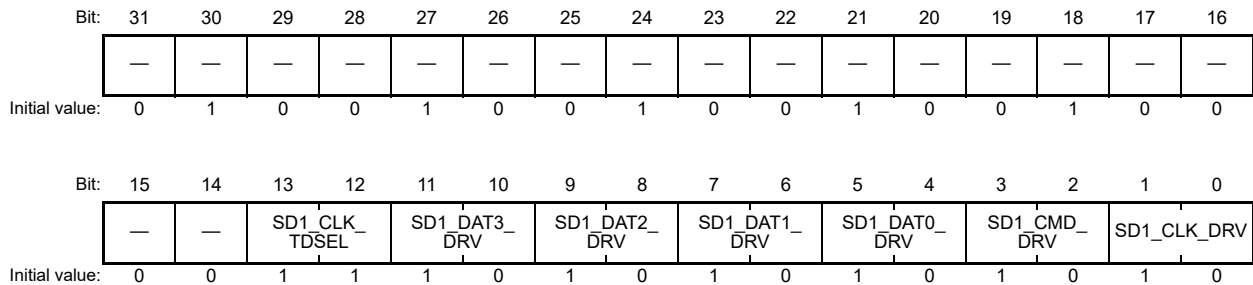 Bit: 31 30 29 28 27 26 25 24 23 22 21 20 19 18 17 16
— — — — — — — — — — — — — — — —
Initial value: 0 1 0 0 1 0 0 1 0 0 1 0 0 1 0 0
Bit: 15 14 13 12 11 10 9 8 7 6 5 4 3 2 1 0
— — SD1_CLK_ SD1_DAT3_ SD1_DAT2_ SD1_DAT1_ SD1_DAT0_ SD1_CMD_ SD1_CLK_DRV
TDSEL DRV DRV DRV DRV DRV
Initial value: 0 0 1 1 1 0 1 0 1 0 1 0 1 0 1 0